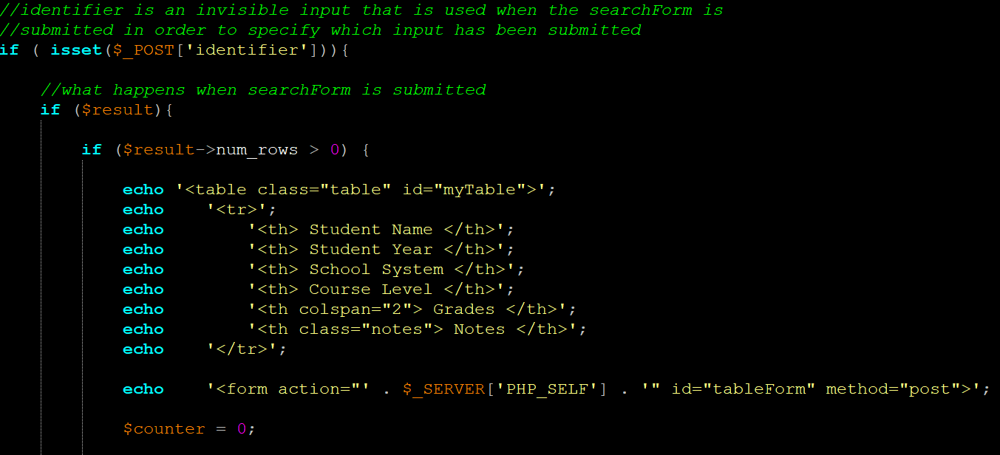 //identifier is an invisible input that is used when the searchForm is
//submitted in order to specify which input has been submitted
if ( isset($_POST['identifier'])){
//what happens when searchForm is submitted
if ($result){
if ($result->num_rows > 0) {
echo '<table class="table" id="myTable">';
echo    '<tr>';
echo        '<th> Student Name </th>';
echo        '<th> Student Year </th>';
echo        '<th> School System </th>';
echo        '<th> Course Level </th>';
echo        '<th colspan="2"> Grades </th>';
echo        '<th class="notes"> Notes </th>';
echo    '</tr>';
echo    '<form action="' . $_SERVER['PHP_SELF'] . '" id="tableForm" method="post">';
$counter = 0;